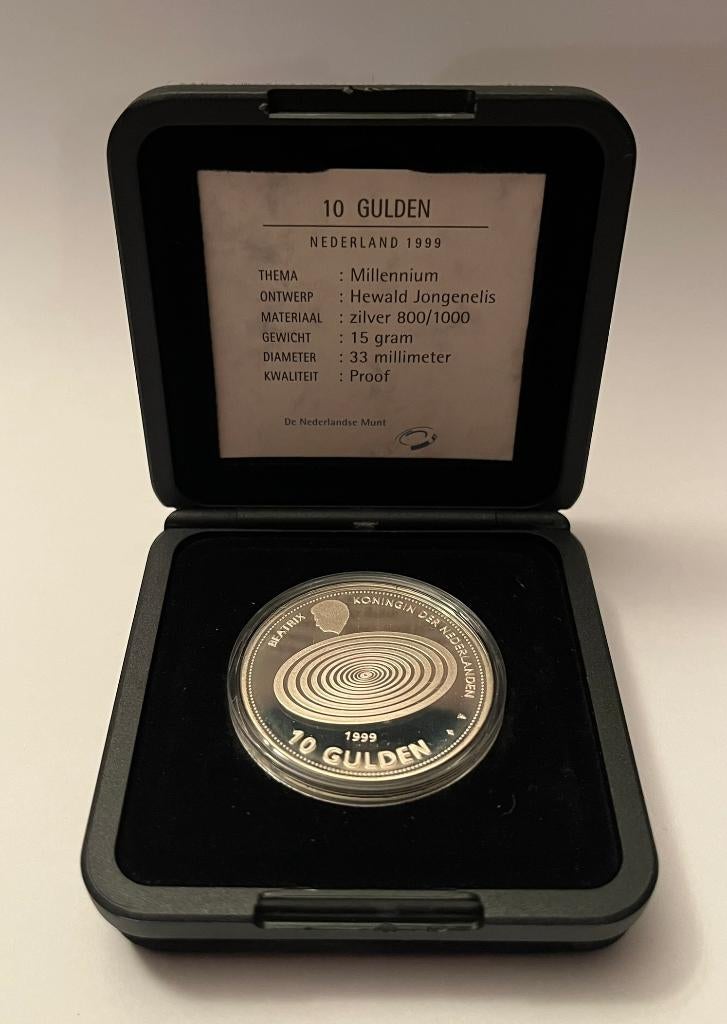 10 GULDEN
NEDERLAND 1999
THEMA : Millennium
ONTWERP : Hewald Jongenelis
MATERIAAL : zilver 800/1000
GEWICHT : 15 gram
DIAMETER : 33 millimeter
KWALITEIT : Proof
De Nederlandse Munt
BEATRIX KONINGIN DER NEDERLANDEN
1999
10 GULDEN